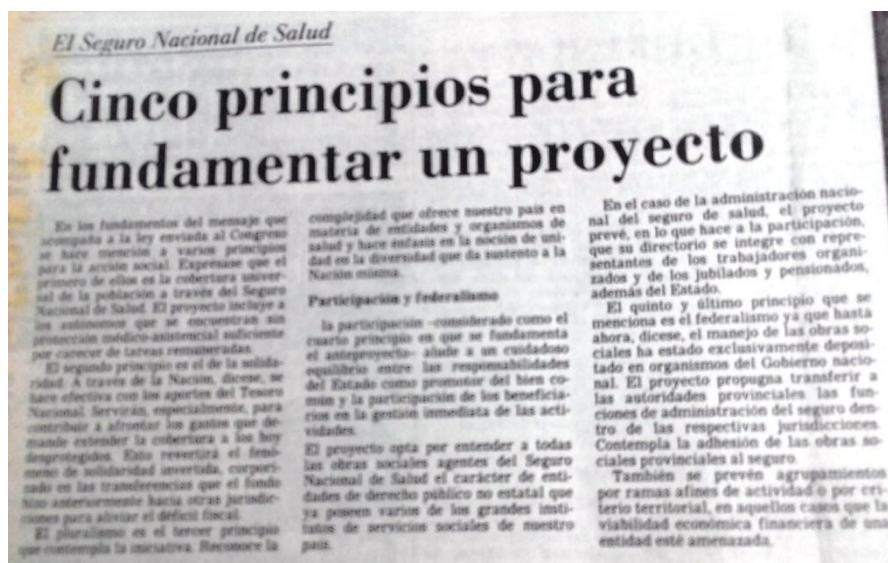 El Seguro Nacional de Salud
Cinco principios para
fundamentar un proyecto
En los fundamentos del mensaje que
acompaña a la ley enviada al Congreso
se hace mención a varios principios
para la acción social. Exprésase que el
primero de ellos es la cobertura univer-
sal de la población a través del Seguro
Nacional de Salud. El proyecto incluye a
los autónomos que se encuentran sin
protección médico-asistencial suficiente
por carecer de tareas remuneradas.
El segundo principio es el de la solida-
ridad. A través de la Nación, dícese, se
hace efectiva con los aportes del Tesoro
Nacional. Servirán, especialmente, para
contribuir a afrontar los gastos que de-
mande extender la cobertura a los hoy
desprotegidos. Esto revertirá el fenó-
meno de solidaridad invertida, corpori-
zado en las transferencias que el fondo
hizo anteriormente hacia otras jurisdic-
ciones para aliviar el déficit fiscal.
El pluralismo es el tercer principio
que contempla la iniciativa. Reconoce la
complejidad que ofrece nuestro país en
materia de entidades y organismos de
salud y hace énfasis en la noción de uni-
dad en la diversidad que da sustento a la
Nación misma.
Participación y federalismo
la participación -considerado como el
cuarto principio en que se fundamenta
el anteproyecto- alude a un cuidadoso
equilibrio entre las responsabilidades
del Estado como promotor del bien co-
mún y la participación de los beneficia-
rios en la gestión inmediata de las acti-
vidades.
El proyecto opta por entender a todas
las obras sociales agentes del Seguro
Nacional de Salud el carácter de enti-
dades de derecho público no estatal que
ya poseen varios de los grandes insti-
tutos de servicios sociales de nuestro
país.
En el caso de la administración nacio-
nal del seguro de salud, el proyecto
prevé, en lo que hace a la participación,
que su directorio se integre con repre-
sentantes de los trabajadores organi-
zados y de los jubilados y pensionados,
además del Estado.
El quinto y último principio que se
menciona es el federalismo ya que hasta
ahora, dícese, el manejo de las obras so-
ciales ha estado exclusivamente deposi-
tado en organismos del Gobierno nacio-
nal. El proyecto propugna transferir a
las autoridades provinciales las fun-
ciones de administración del seguro den-
tro de las respectivas jurisdicciones.
Contempla la adhesión de las obras so-
ciales provinciales al seguro.
También se prevén agrupamientos
por ramas afines de actividad o por cri-
terio territorial, en aquellos casos que la
viabilidad económica financiera de una
entidad esté amenazada.